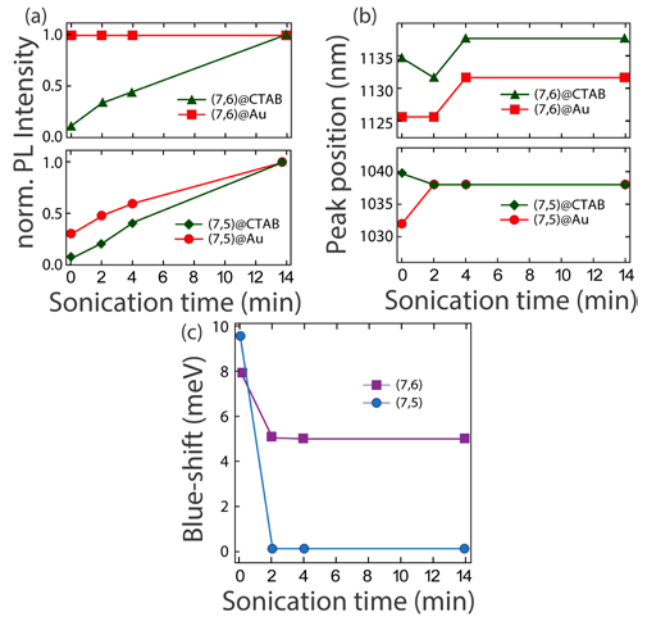 (a)
1.0
0.5
0.0
(7,6)@CTAB
(7,6)@Au
1.0
0.5
0.0
(7,5)@CTAB
(7,5)@Au
norm. PL Intensity
0 2 4 6 8 10 12 14
Sonication time (min)
(b)
1135
1130
1125
(7,6)@CTAB
(7,6)@Au
1040
1035
1030
(7,5)@CTAB
(7,5)@Au
Peak position (nm)
0 2 4 6 8 10 12 14
Sonication time (min)
(c)
10
8
6
4
2
0
(7,6)
(7,5)
Blue-shift (meV)
0 2 4 6 8 10 12 14
Sonication time (min)